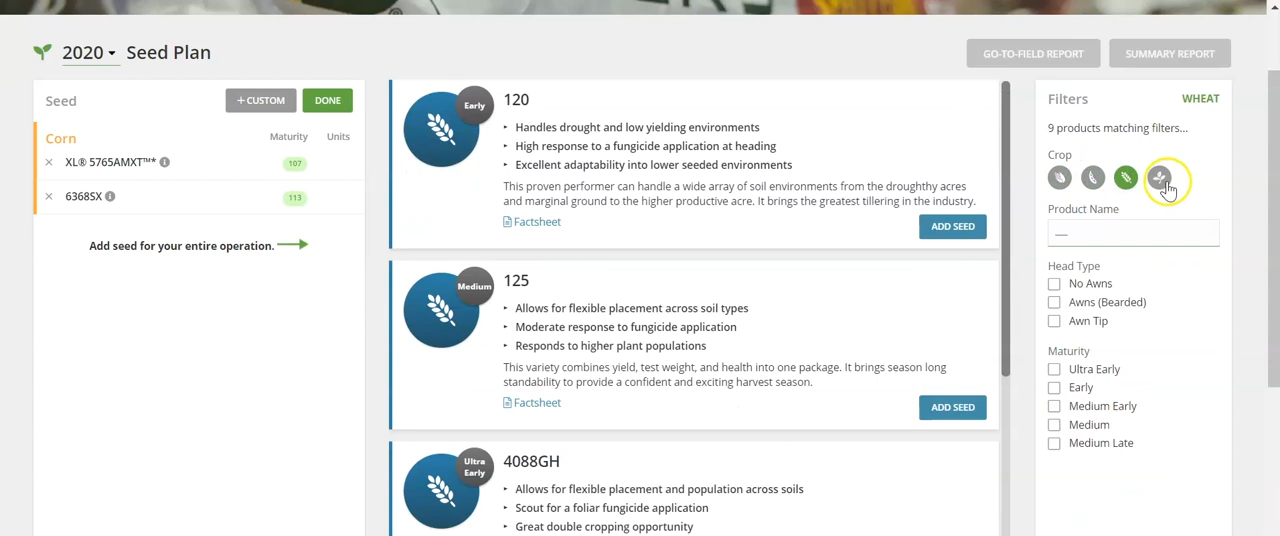 2020 Seed Plan
GO-TO-FIELD REPORT
SUMMARY REPORT
Seed
+ CUSTOM
DONE
Corn
Maturity
Units
× XL® 5765AMXT™* i
107
× 6368SX i
113
Add seed for your entire operation.
Early
120
Handles drought and low yielding environments
High response to a fungicide application at heading
Excellent adaptability into lower seeded environments
This proven performer can handle a wide array of soil environments from the droughthy acres
and marginal ground to the higher productive acre. It brings the greatest tillering in the industry.
Factsheet
ADD SEED
Medium
125
Allows for flexible placement across soil types
Moderate response to fungicide application
Responds to higher plant populations
This variety combines yield, test weight, and health into one package. It brings season long
standability to provide a confident and exciting harvest season.
Factsheet
ADD SEED
Ultra
Early
4088GH
Allows for flexible placement and population across soils
Scout for a foliar fungicide application
Great double cropping opportunity
Filters
WHEAT
9 products matching filters...
Crop
Product Name
—
Head Type
No Awns
Awns (Bearded)
Awn Tip
Maturity
Ultra Early
Early
Medium Early
Medium
Medium Late